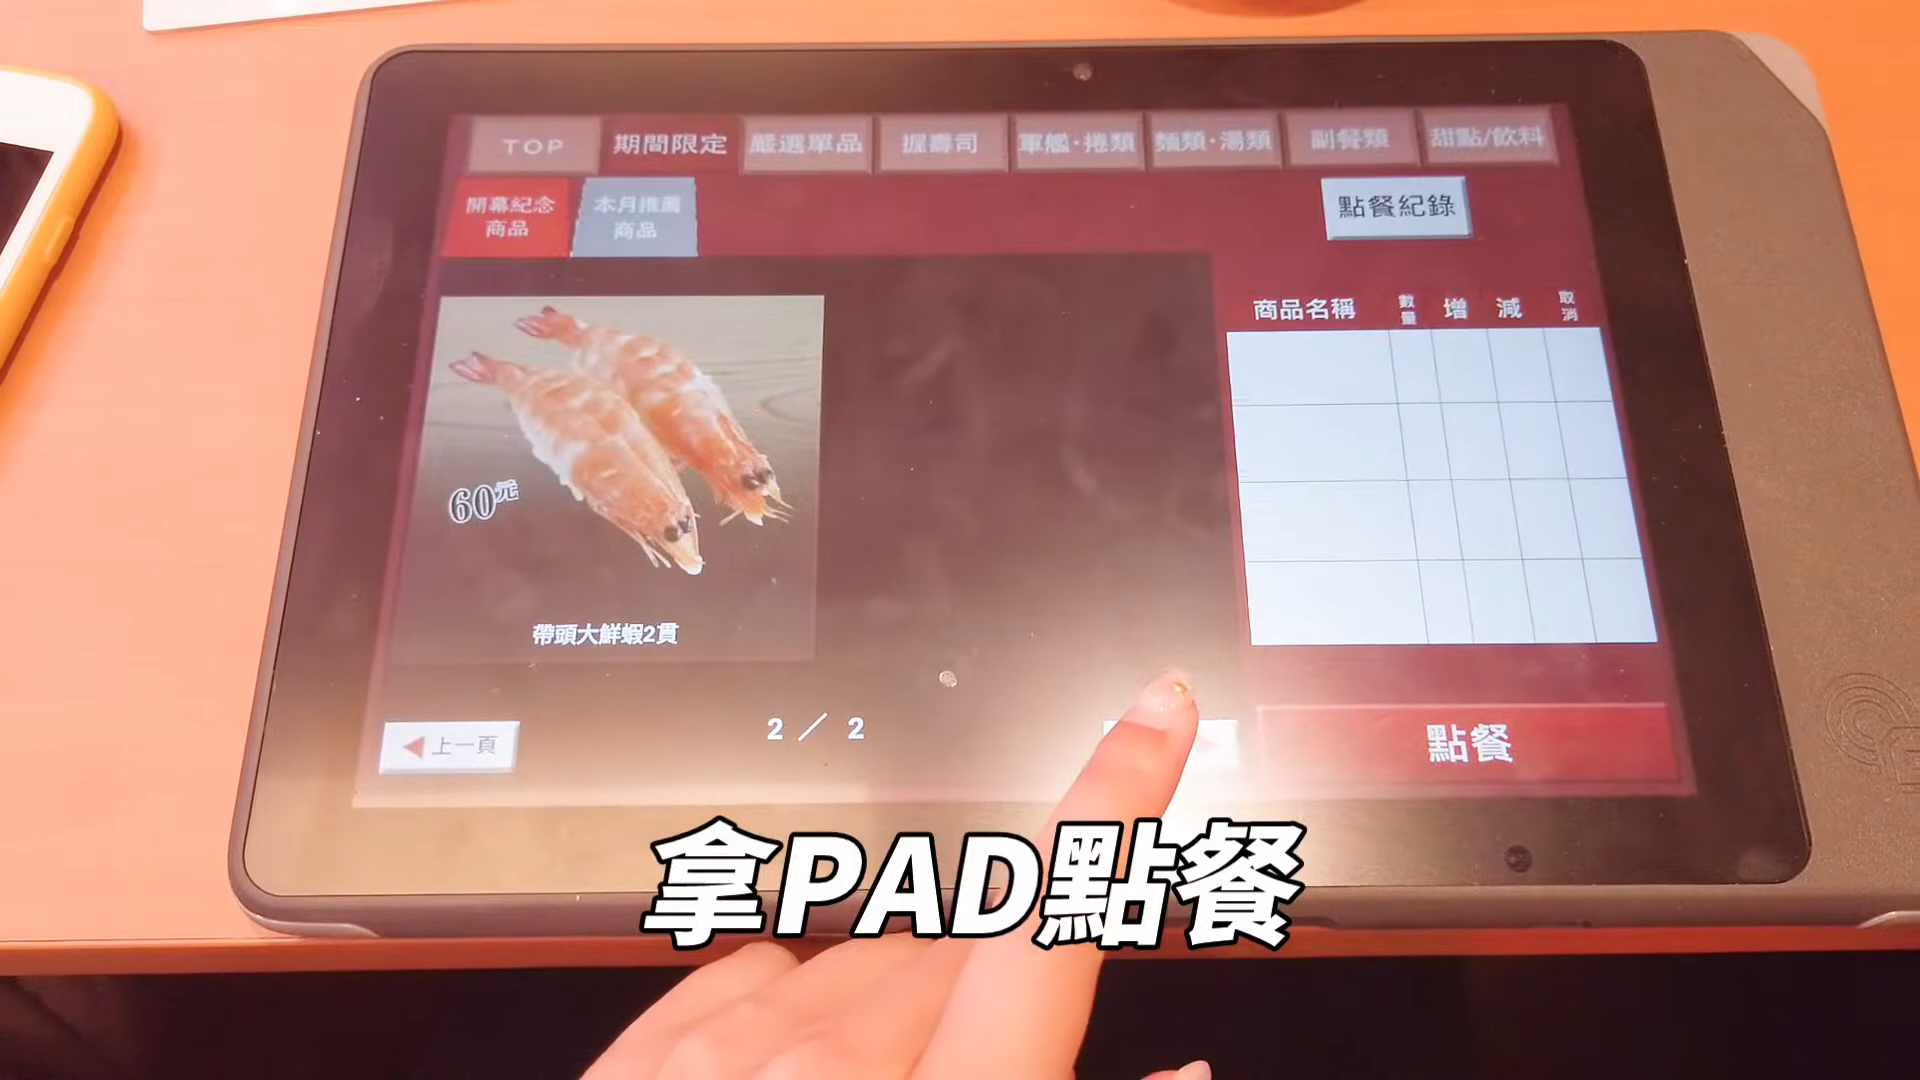 TOP
期間限定
嚴選單品
握壽司
軍艦·捲類
麵類·湯類
副餐類
甜點/飲料
開幕紀念
商品
本月推薦
商品
點餐紀錄
商品名稱
數量
增
減
取消
60元
帶頭大鮮蝦2貫
上一頁
2 / 2
點餐
拿PAD點餐